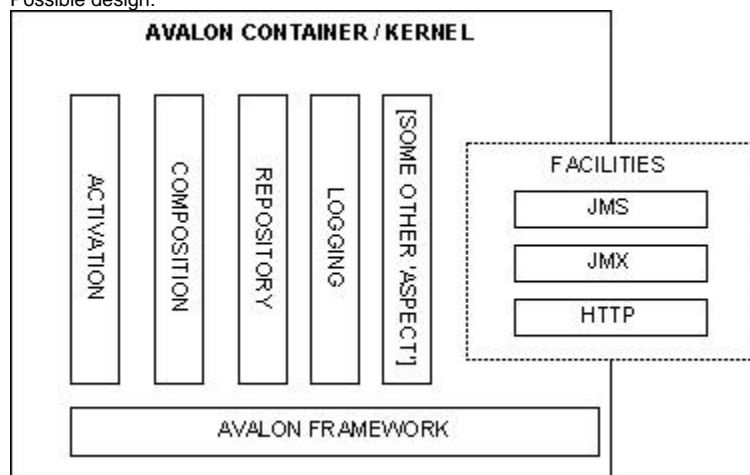 Possible design:
AVALON CONTAINER / KERNEL
ACTIVATION
COMPOSITION
REPOSITORY
LOGGING
[SOME OTHER 'ASPECT']
FACILITIES
JMS
JMX
HTTP
AVALON FRAMEWORK